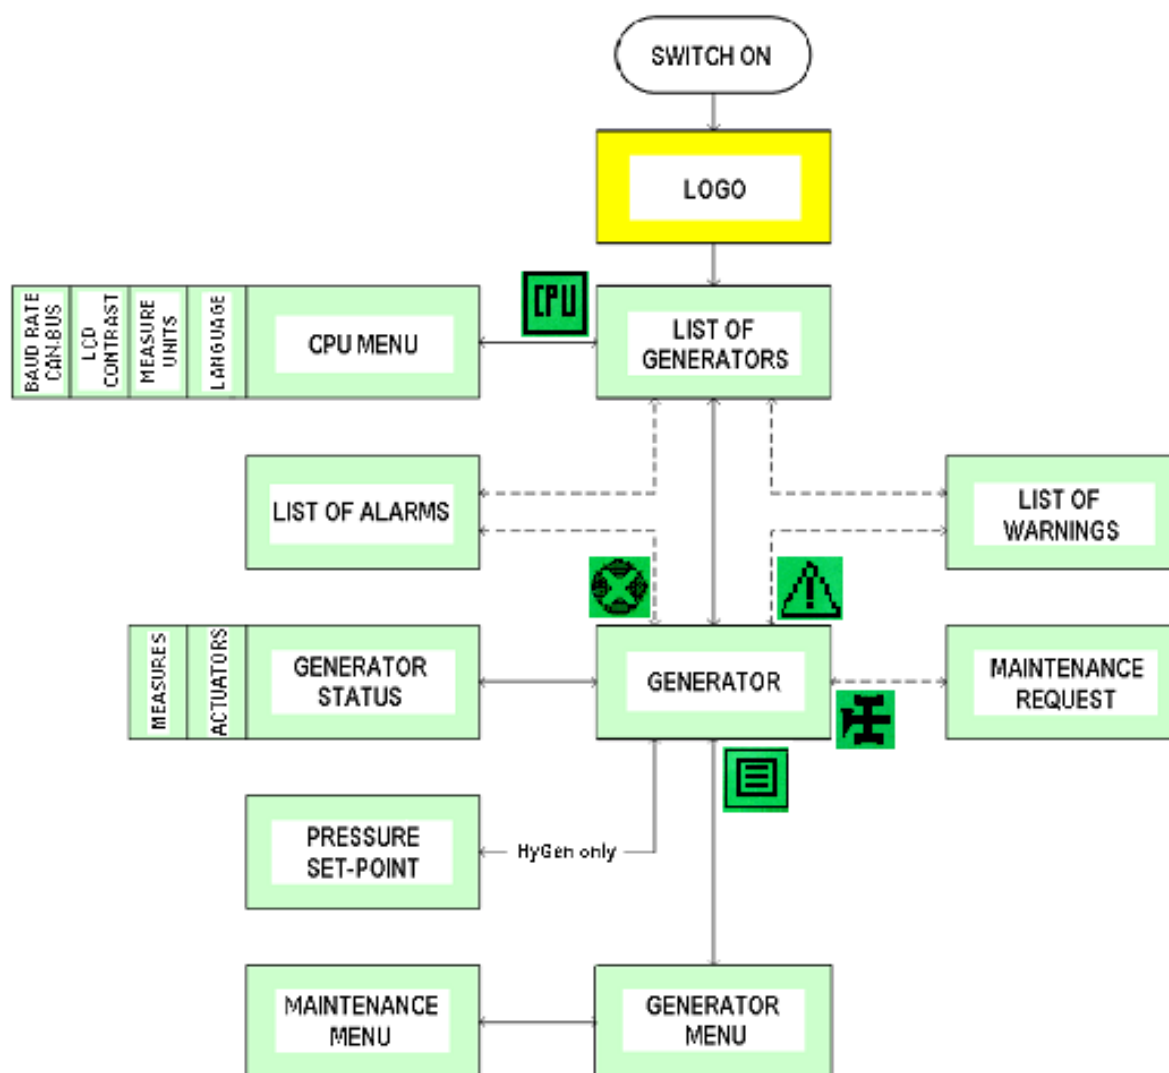 SWITCH ON
LOGO
BAUD RATE
CAN.BUS
LCD
CONTRAST
MEASURE
UNITS
LANGUAGE
CPU MENU
CPU
LIST OF
GENERATORS
LIST OF ALARMS
LIST OF
WARNINGS
MEASURES
ACTUATORS
GENERATOR
STATUS
GENERATOR
MAINTENANCE
REQUEST
PRESSURE
SET-POINT
HyGen only
MAINTENANCE
MENU
GENERATOR
MENU